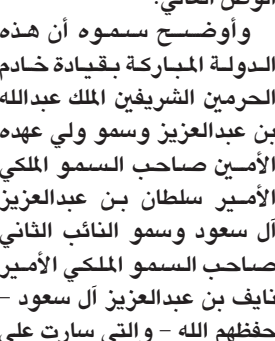 الوطن الغالي.
وأوضح سموه أن هذه
الدولة المباركة بقيادة خادم
الحرمين الشريفين الملك عبدالله
بن عبدالعزيز وسمو ولي عهده
الأمين صاحب السمو الملكي
الأمير سلطان بن عبدالعزيز
آل سعود وسمو النائب الثاني
صاحب السمو الملكي الأمير
نايف بن عبدالعزيز آل سعود –
حفظهم الله – والتي سارت على